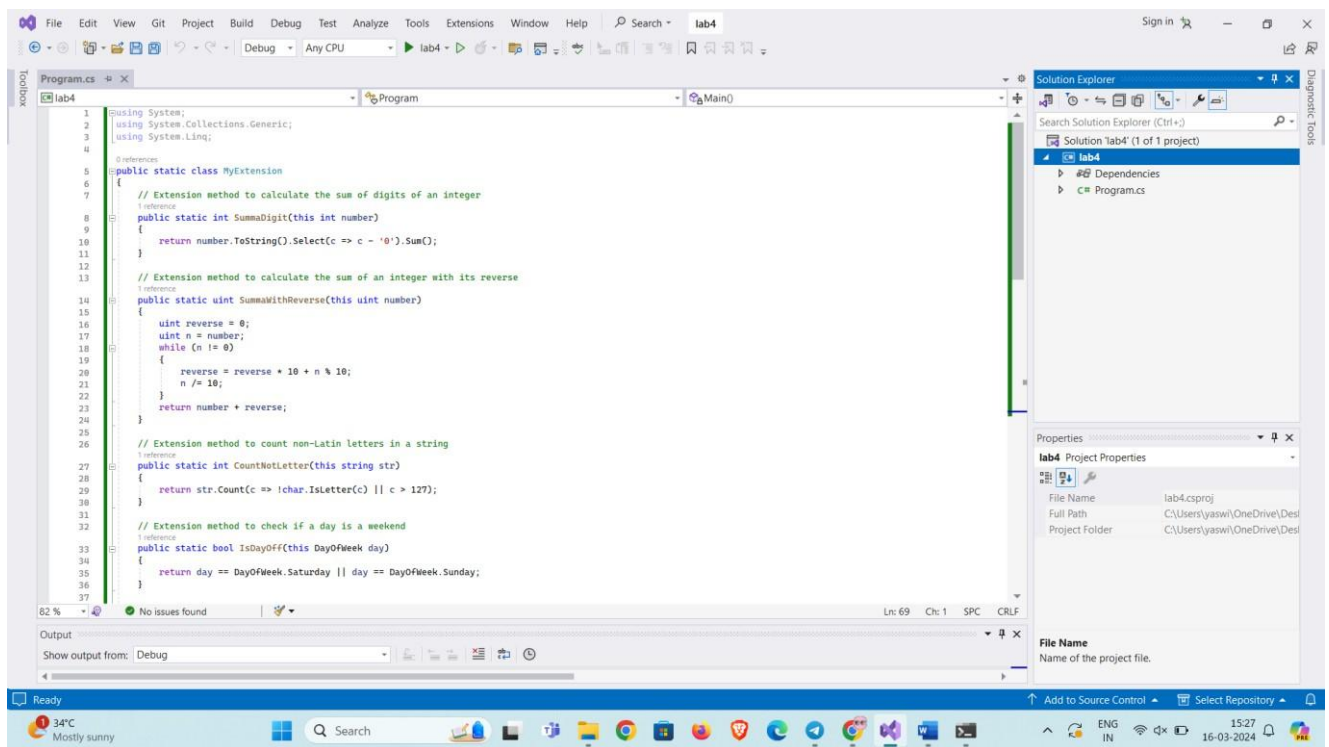 File Edit View Git Project Build Debug Test Analyze Tools Extensions Window Help Search lab4 Sign in
Debug Any CPU lab4
Toolbox
Program.cs
lab4 Program Main()
1 using System;
2 using System.Collections.Generic;
3 using System.Linq;
4
0 references
5 public static class MyExtension
6 {
7 // Extension method to calculate the sum of digits of an integer
1 reference
8 public static int SummaDigit(this int number)
9 {
10 return number.ToString().Select(c => c - '0').Sum();
11 }
12
13 // Extension method to calculate the sum of an integer with its reverse
1 reference
14 public static uint SummaWithReverse(this uint number)
15 {
16 uint reverse = 0;
17 uint n = number;
18 while (n != 0)
19 {
20 reverse = reverse * 10 + n % 10;
21 n /= 10;
22 }
23 return number + reverse;
24 }
25
26 // Extension method to count non-Latin letters in a string
1 reference
27 public static int CountNotLetter(this string str)
28 {
29 return str.Count(c => !char.IsLetter(c) || c > 127);
30 }
31
32 // Extension method to check if a day is a weekend
1 reference
33 public static bool IsDayOff(this DayOfWeek day)
34 {
35 return day == DayOfWeek.Saturday || day == DayOfWeek.Sunday;
36 }
37
82 % No issues found Ln: 69 Ch: 1 SPC CRLF
Output
Show output from: Debug
Solution Explorer
Search Solution Explorer (Ctrl+;)
Solution 'lab4' (1 of 1 project)
C# lab4
Dependencies
C# Program.cs
Properties
lab4 Project Properties
File Name lab4.csproj
Full Path C:\Users\yaswi\OneDrive\Des
Project Folder C:\Users\yaswi\OneDrive\Des
File Name
Name of the project file.
Diagnostic Tools
Ready Add to Source Control Select Repository
1 34°C
Mostly sunny
Search
ENG
IN
15:27
16-03-2024
PRE